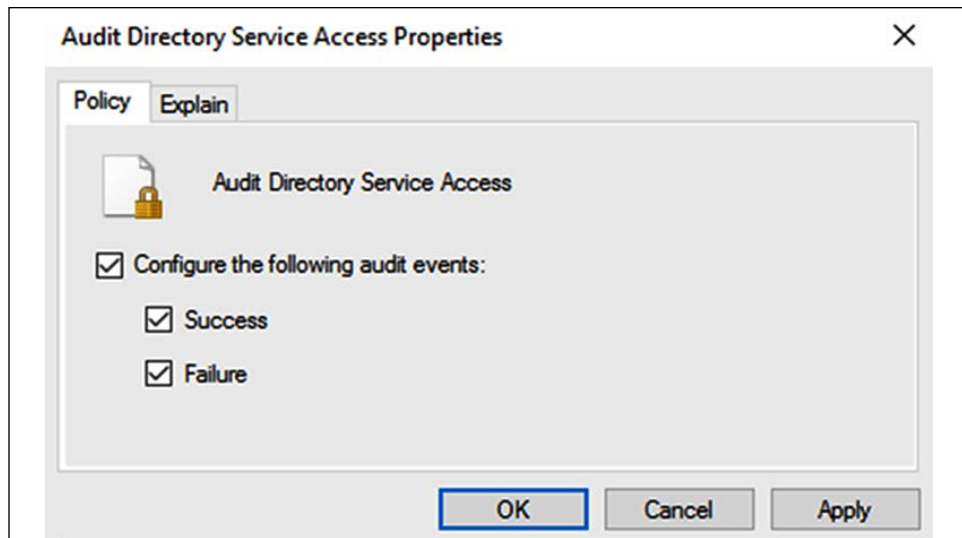 Audit Directory Service Access Properties
Policy
Explain
Audit Directory Service Access
Configure the following audit events:
Success
Failure
OK
Cancel
Apply